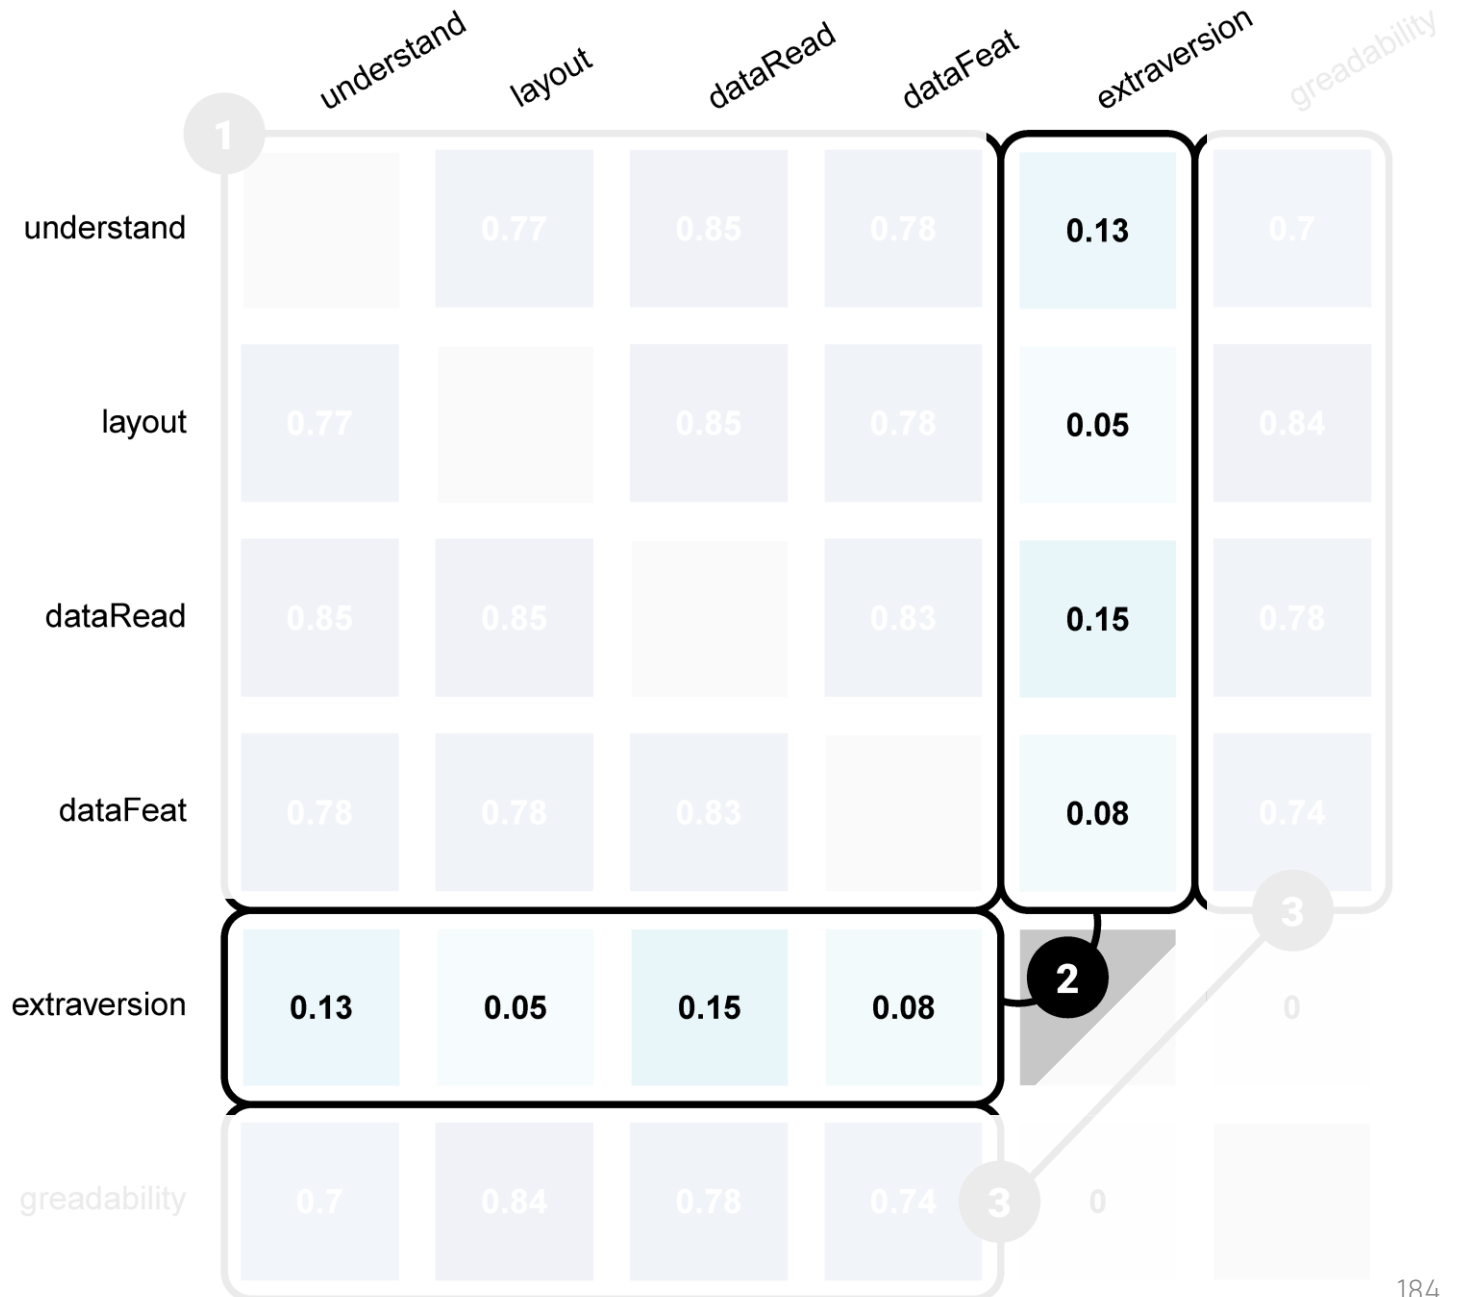 understand layout dataRead dataFeat extraversion greadability
1
understand 0.77 0.85 0.78 0.13 0.7
layout 0.77 0.85 0.78 0.05 0.84
dataRead 0.85 0.85 0.83 0.15 0.78
dataFeat 0.78 0.78 0.83 0.08 0.74
3
extraversion 0.13 0.05 0.15 0.08 2 0
greadability 0.7 0.84 0.78 0.74 3 0
184